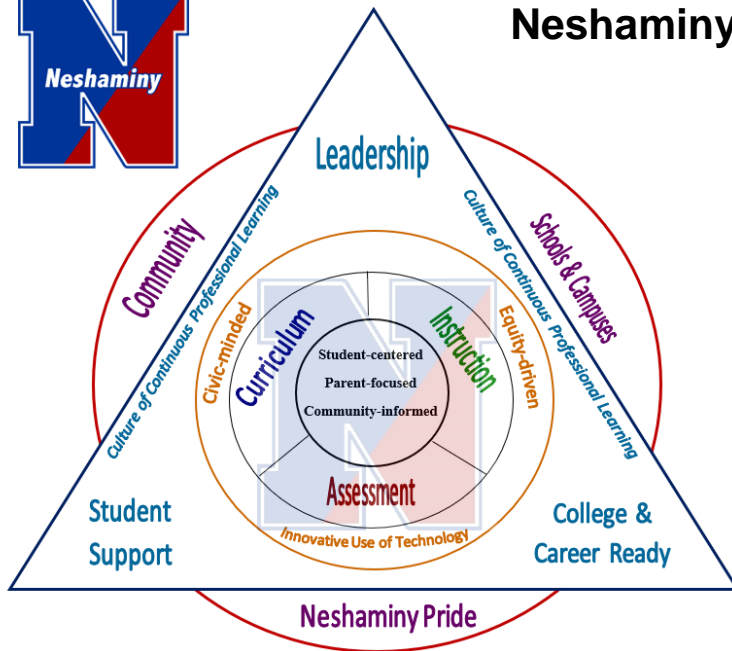 Neshaminy
Neshaminy
Leadership
Community
Culture of Continuous Professional Learning
Schools & Campuses
Culture of Continuous Professional Learning
Civic-minded
Equity-driven
Curriculum
Instruction
Student-centered
Parent-focused
Community-informed
Assessment
Innovative Use of Technology
Student
Support
College &
Career Ready
Neshaminy Pride